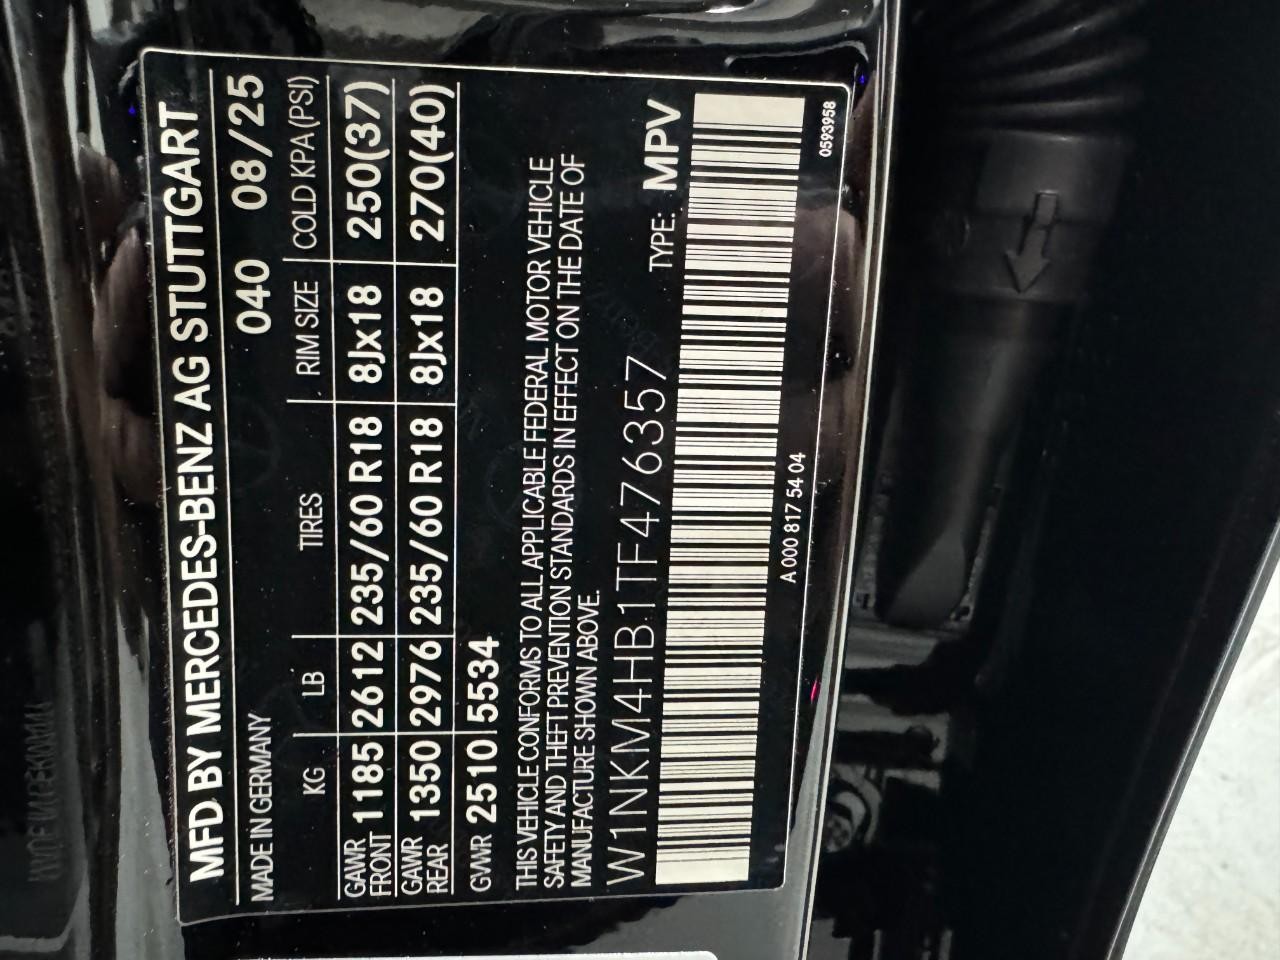 MFD BY MERCEDES-BENZ AG STUTTGART
MADE IN GERMANY 040 08/25
KG LB TIRES RIM SIZE COLD KPA (PSI)
GAWR FRONT 1185 2612 235/60 R18 8Jx18 250(37)
GAWR REAR 1350 2976 235/60 R18 8Jx18 270(40)
GVWR 2510 5534
THIS VEHICLE CONFORMS TO ALL APPLICABLE FEDERAL MOTOR VEHICLE
SAFETY AND THEFT PREVENTION STANDARDS IN EFFECT ON THE DATE OF
MANUFACTURE SHOWN ABOVE.
W1NKM4HB1TF47635​7 TYPE: MPV
A 000 817 54 04
0593958